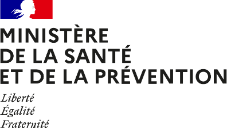 MINISTÈRE
DE LA SANTÉ
ET DE LA PRÉVENTION
Liberté
Égalité
Fraternité